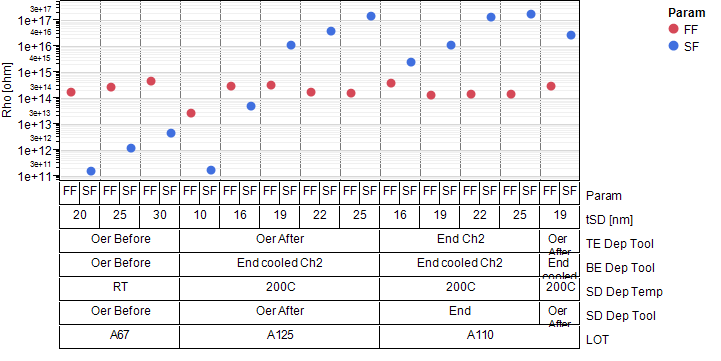 Param
FF
SF
Rho [ohm]
3e+17
1e+17
4e+16
1e+16
4e+15
1e+15
3e+14
1e+14
3e+13
1e+13
3e+12
1e+12
3e+11
1e+11
FF SF FF SF FF SF FF SF FF SF FF SF FF SF FF SF FF SF FF SF FF SF FF SF FF SF Param
20 25 30 10 16 19 22 25 16 19 22 25 19 tSD [nm]
Oer Before Oer After End Ch2 Oer After TE Dep Tool
Oer Before End cooled Ch2 End cooled Ch2 End cooled BE Dep Tool
RT 200C 200C 200C SD Dep Temp
Oer Before Oer After End Oer After SD Dep Tool
A67 A125 A110 LOT